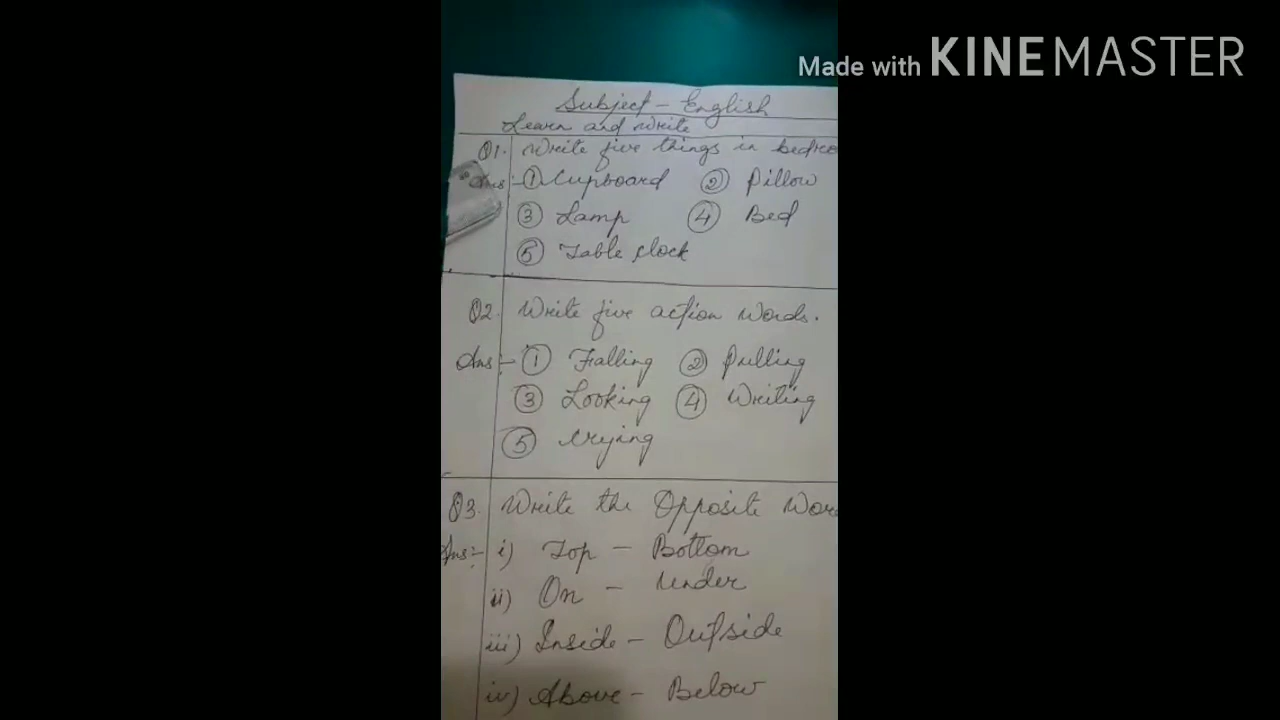 Made with KINEMASTER
Subject - English
Learn and write
Q1. Write five things in bedroo
Ans:- ① Cupboard ② Pillow
③ Lamp ④ Bed
⑤ Table clock
Q2. Write five action words.
Ans:- ① Falling ② Pulling
③ Looking ④ Writing
⑤ Crying
Q3. Write the Opposite Wor
Ans:- i) Top - Bottom
ii) On - Under
iii) Inside - Outside
iv) Above - Below